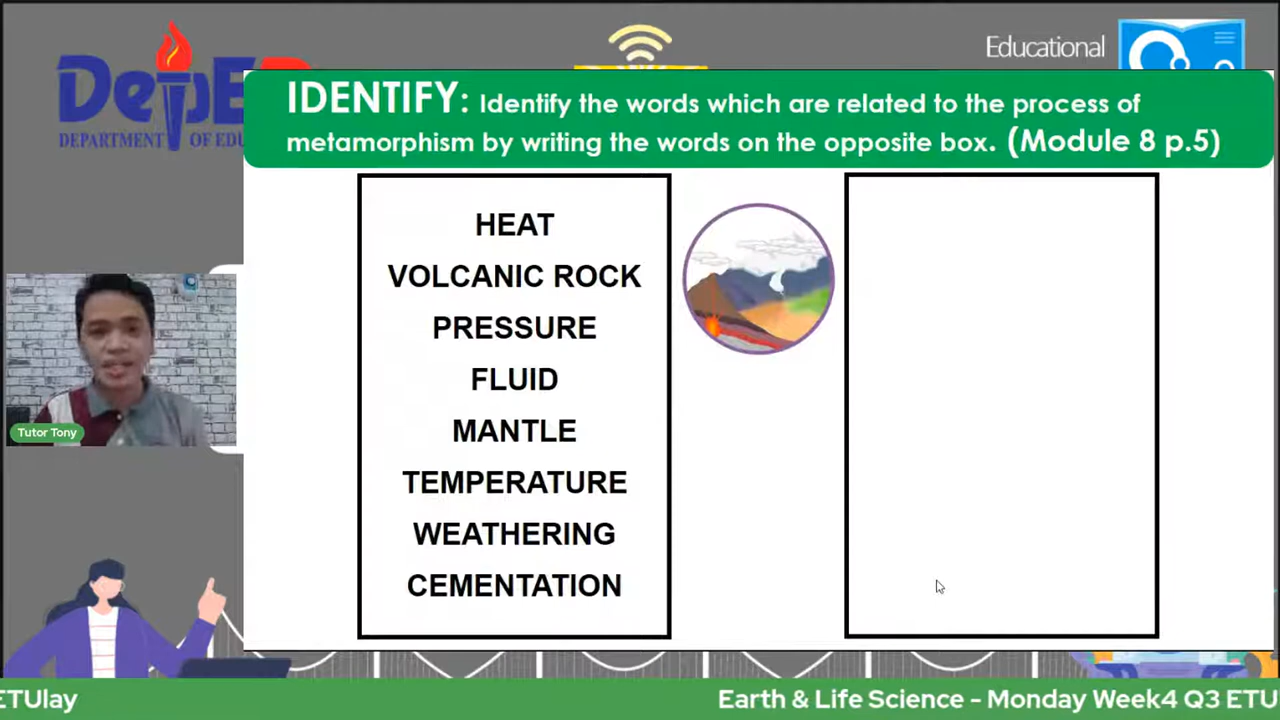 Educational
DepED
DEPARTMENT OF EDU
IDENTIFY: Identify the words which are related to the process of
metamorphism by writing the words on the opposite box. (Module 8 p.5)
HEAT
VOLCANIC ROCK
PRESSURE
FLUID
MANTLE
TEMPERATURE
WEATHERING
CEMENTATION
Tutor Tony
ETUlay
Earth & Life Science - Monday Week4 Q3 ETU